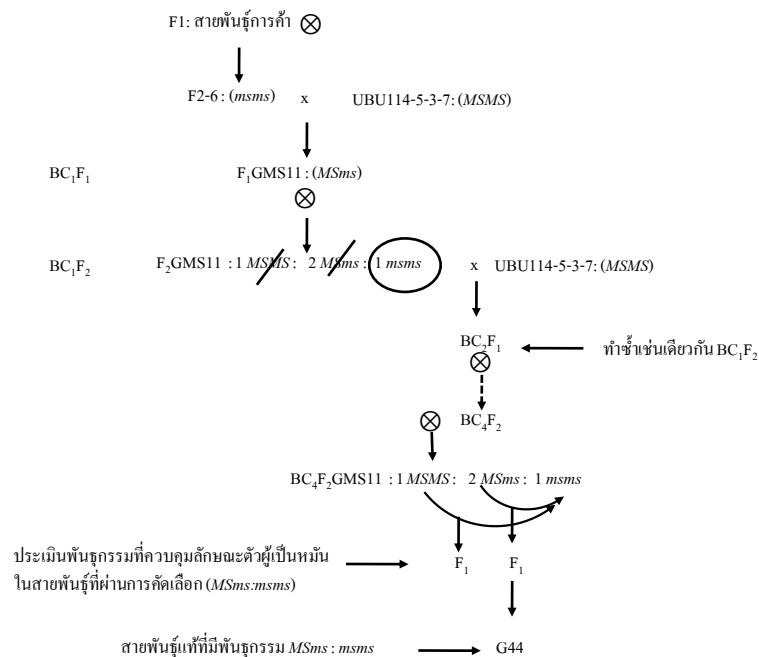 F1: สายพันธุ์การค้า
F2-6 : (msms) x UBU114-5-3-7: (MSMS)
BC₁F₁ F₁GMS11 : (MSms)
BC₁F₂ F₂GMS11 : 1 MSMS : 2 MSms : 1 msms x UBU114-5-3-7: (MSMS)
BC₂F₁ ทำซ้ำเช่นเดียวกัน BC₁F₂
BC₄F₂
BC₄F₂GMS11 : 1 MSMS : 2 MSms : 1 msms
ประเมินพันธุกรรมที่ควบคุมลักษณะตัวผู้เป็นหมัน F₁ F₁
ในสายพันธุ์ที่ผ่านการคัดเลือก (MSms:msms)
สายพันธุ์แท้ที่มีพันธุกรรม MSms : msms G44